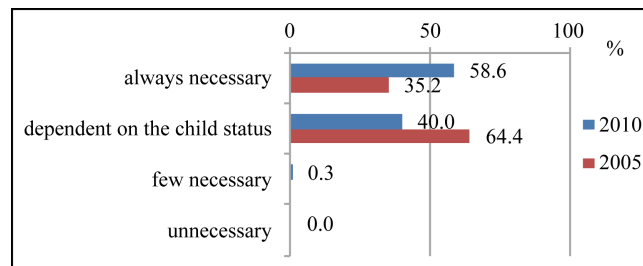 0 50 100
%
always necessary 58.6
35.2
dependent on the child status 40.0
64.4
2010
2005
few necessary 0.3
unnecessary 0.0